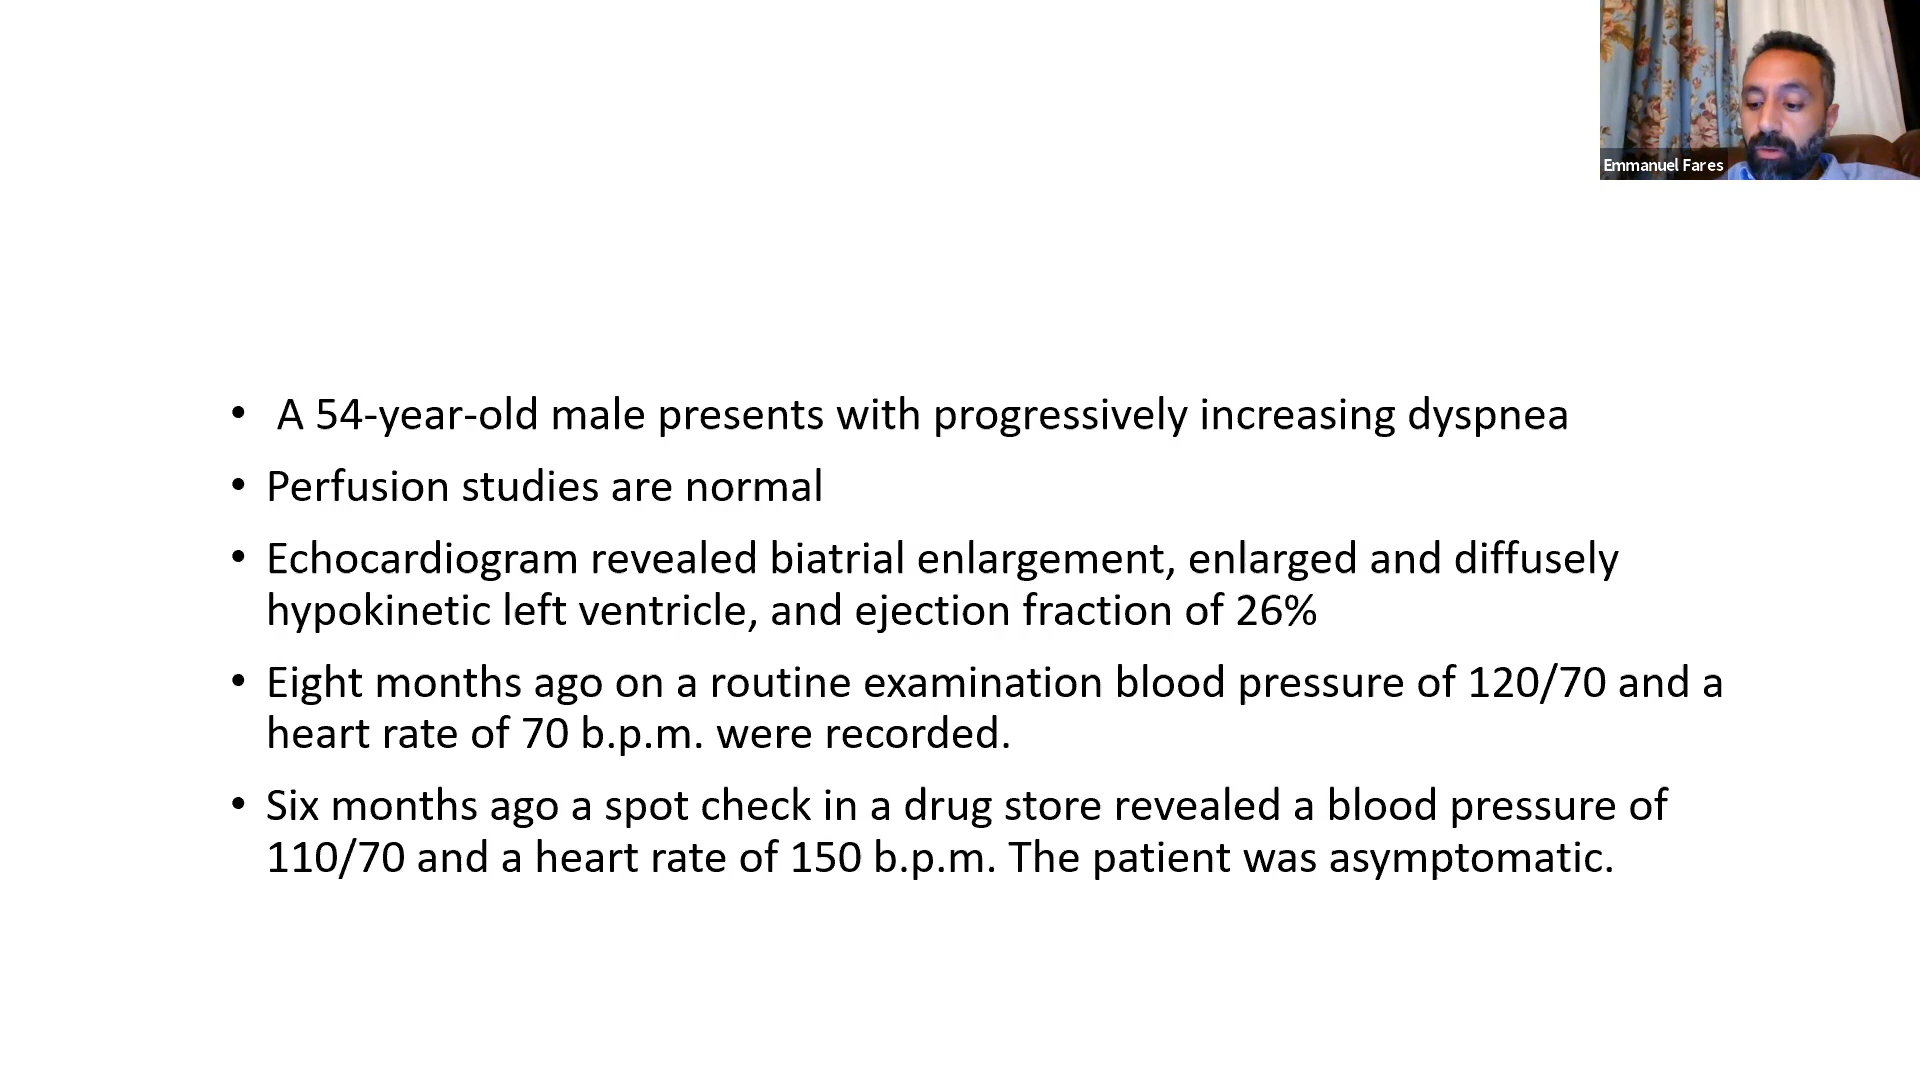 Emmanuel Fares
• A 54-year-old male presents with progressively increasing dyspnea
• Perfusion studies are normal
• Echocardiogram revealed biatrial enlargement, enlarged and diffusely
hypokinetic left ventricle, and ejection fraction of 26%
• Eight months ago on a routine examination blood pressure of 120/70 and a
heart rate of 70 b.p.m. were recorded.
• Six months ago a spot check in a drug store revealed a blood pressure of
110/70 and a heart rate of 150 b.p.m. The patient was asymptomatic.